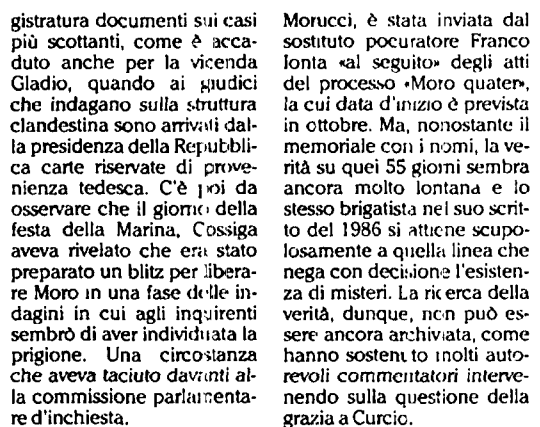 gistratura documenti sui casi
più scottanti, come è acca-
duto anche per la vicenda
Gladio, quando ai giudici
che indagano sulla struttura
clandestina sono arrivati dal-
la presidenza della Repubbli-
ca carte riservate di prove-
nienza tedesca. C'è poi da
osservare che il giorno della
festa della Marina, Cossiga
aveva rivelato che era stato
preparato un blitz per libera-
re Moro in una fase delle in-
dagini in cui agli inquirenti
sembrò di aver individuata la
prigione. Una circostanza
che aveva taciuto davanti al-
la commissione parlamenta-
re d'inchiesta.
Morucci, è stata inviata dal
sostituto pocuratore Franco
Ionta «al seguito» degli atti
del processo «Moro quater»,
la cui data d'inizio è prevista
in ottobre. Ma, nonostante il
memoriale con i nomi, la ve-
rità su quei 55 giorni sembra
ancora molto lontana e lo
stesso brigatista nel suo scrit-
to del 1986 si attiene scupo-
losamente a quella linea che
nega con decisione l'esisten-
za di misteri. La ricerca della
verità, dunque, non può es-
sere ancora archiviata, come
hanno sostenuto molti auto-
revoli commentatori interve-
nendo sulla questione della
grazia a Curcio.